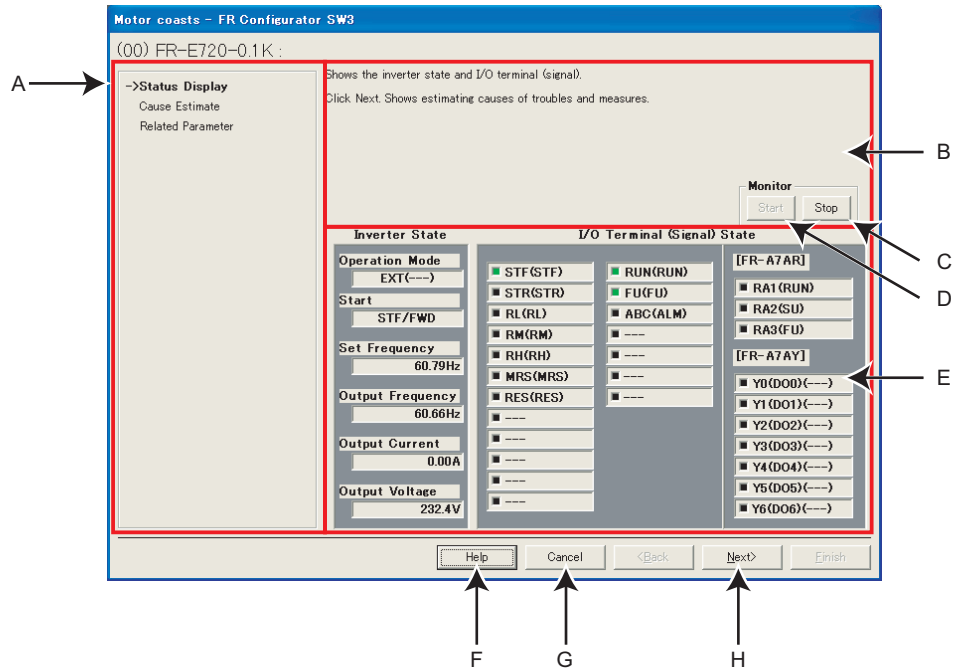 Motor coasts - FR Configurator SW3
(00) FR-E720-0.1K :
A
->Status Display
Cause Estimate
Related Parameter
Shows the inverter state and I/O terminal (signal).
Click Next. Shows estimating causes of troubles and measures.
B
Monitor
Start
Stop
C
D
Inverter State
Operation Mode
EXT(---)
Start
STF/FWD
Set Frequency
60.79Hz
Output Frequency
60.66Hz
Output Current
0.00A
Output Voltage
232.4V
I/O Terminal (Signal) State
STF(STF)
STR(STR)
RL(RL)
RM(RM)
RH(RH)
MRS(MRS)
RES(RES)
---
---
---
---
---
RUN(RUN)
FU(FU)
ABC(ALM)
---
---
---
---
[FR-A7AR]
RA1(RUN)
RA2(SU)
RA3(FU)
[FR-A7AY]
Y0(DO0)(---)
Y1(DO1)(---)
Y2(DO2)(---)
Y3(DO3)(---)
Y4(DO4)(---)
Y5(DO5)(---)
Y6(DO6)(---)
E
Help
Cancel
<Back
Next>
Finish
F
G
H